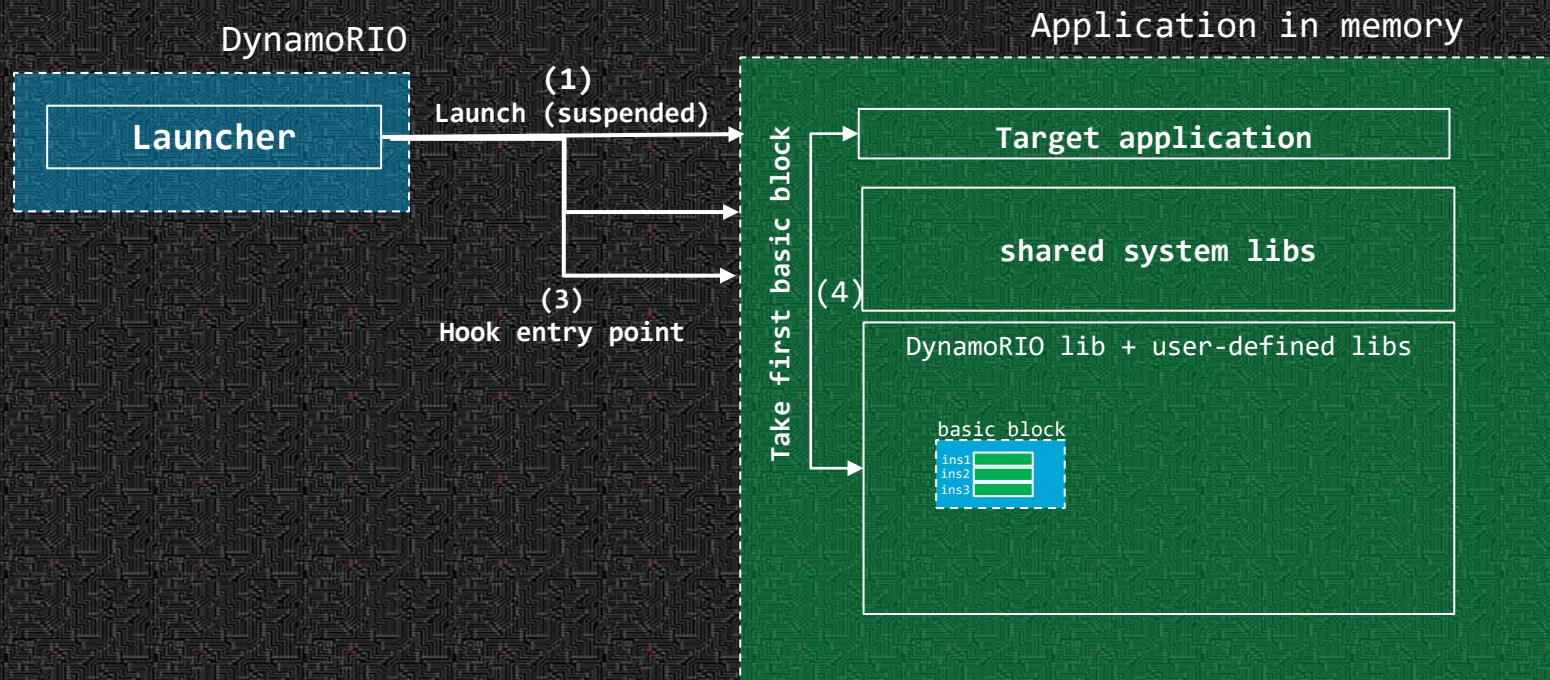 DynamoRIO
Application in memory
Launcher
(1)
Launch (suspended)
(3)
Hook entry point
Take first basic block
(4)
Target application
shared system libs
DynamoRIO lib + user-defined libs
basic block
ins1
ins2
ins3